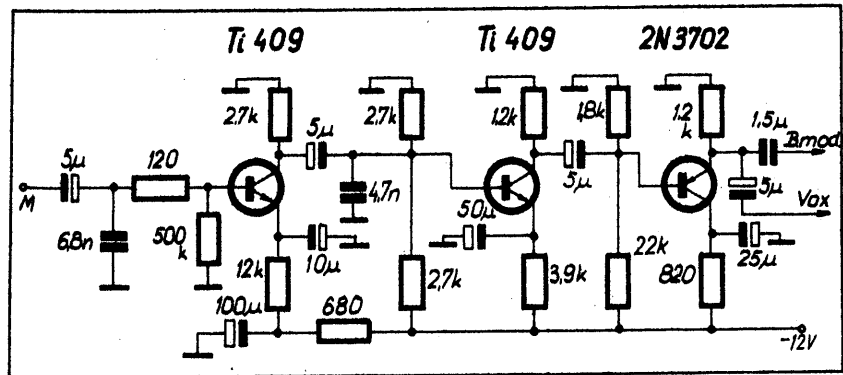 Ti 409 Ti 409 2N3702
2,7k 2,7k 1,2k 1,8k 1,2 k
5µ 5µ 1,5µ B.mod.
5µ 120 4,7n 5µ
M 50µ Vox
6,8n 500 k 10µ 25µ
12k 2,7k 3,9k 22k 820
100µ 680
-12V